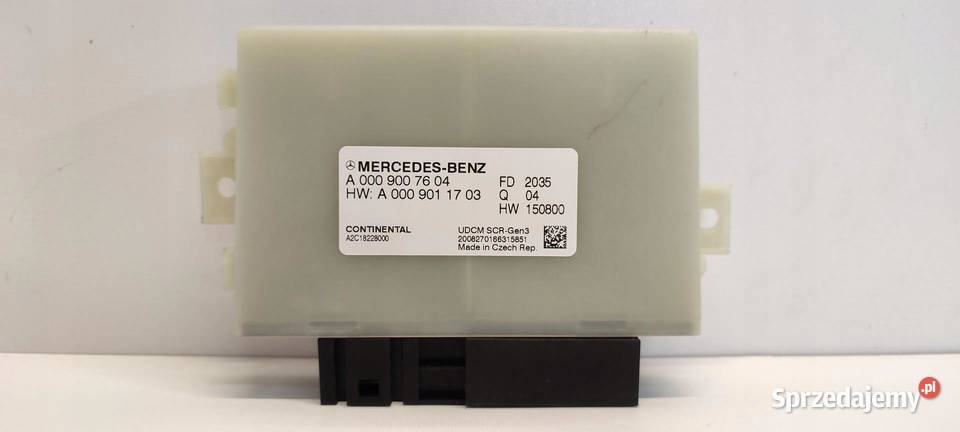 MERCEDES-BENZ
A 000 900 76 04 FD 2035
HW: A 000 901 17 03 Q 04
HW 150800
CONTINENTAL UDCM SCR-Gen3
A2C18228000 2008270166315851
Made in Czech Rep.
Sprzedajemy.pl